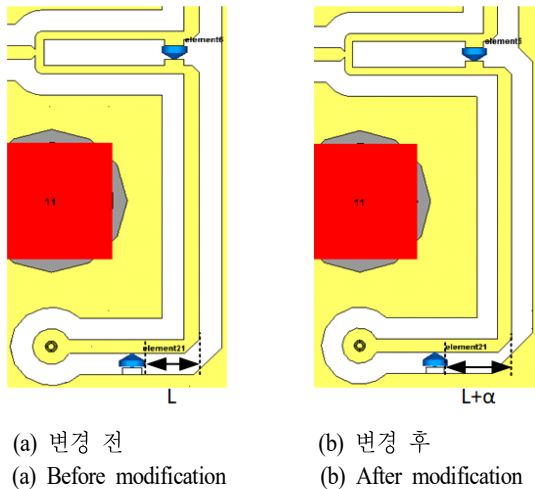 element6
element5
11
11
element21
element21
L
L+α
(a) 변경 전
(b) 변경 후
(a) Before modification
(b) After modification